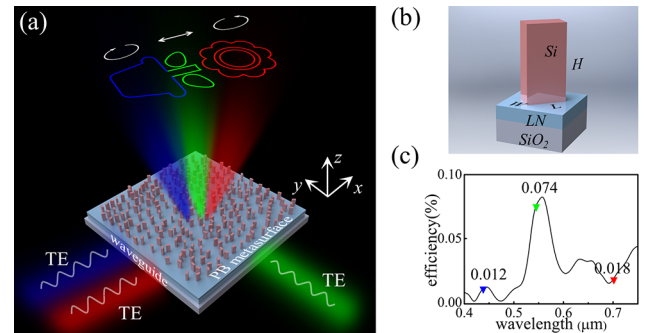 (a)
z
y
x
waveguide
PB metasurface
TE
TE
TE
(b)
Si
H
W
L
LN
SiO₂
(c)
0.10
0.05
0.00
efficiency(%)
0.074
0.012
0.018
0.4 0.5 0.6 0.7
wavelength (μm)